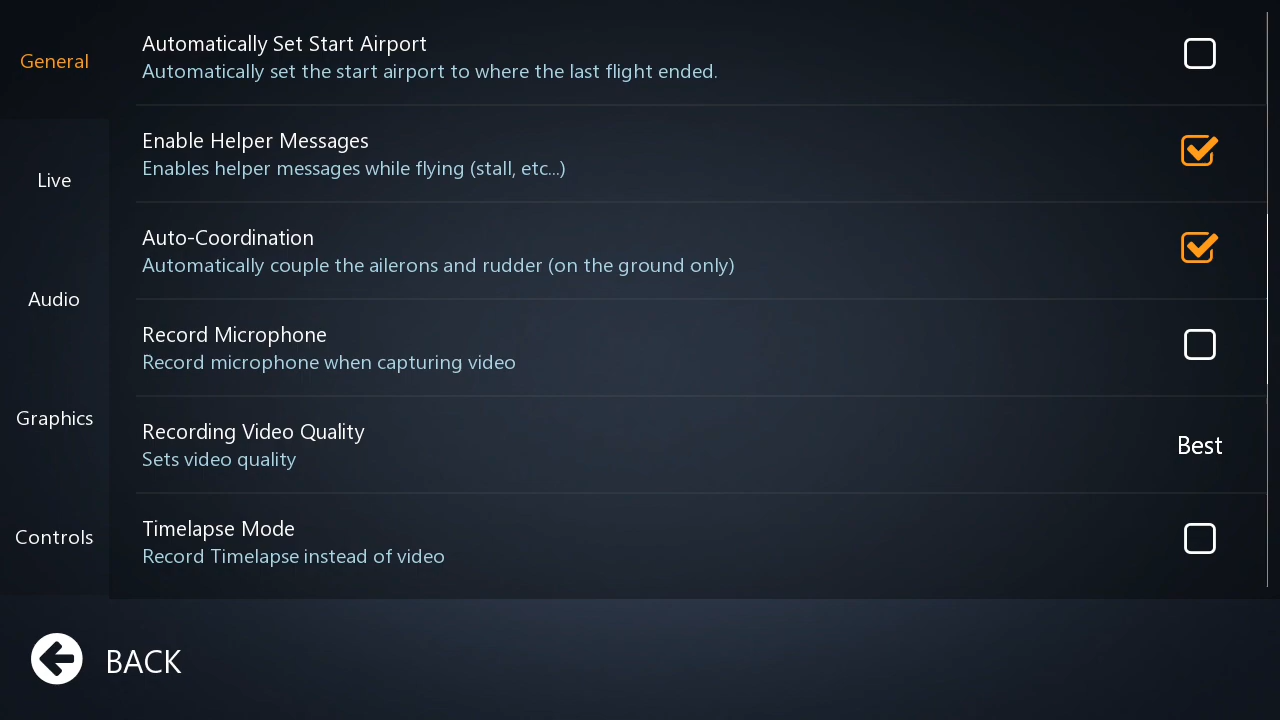 General
Live
Audio
Graphics
Controls
Automatically Set Start Airport
Automatically set the start airport to where the last flight ended.
Enable Helper Messages
Enables helper messages while flying (stall, etc...)
Auto-Coordination
Automatically couple the ailerons and rudder (on the ground only)
Record Microphone
Record microphone when capturing video
Recording Video Quality
Sets video quality
Best
Timelapse Mode
Record Timelapse instead of video
BACK